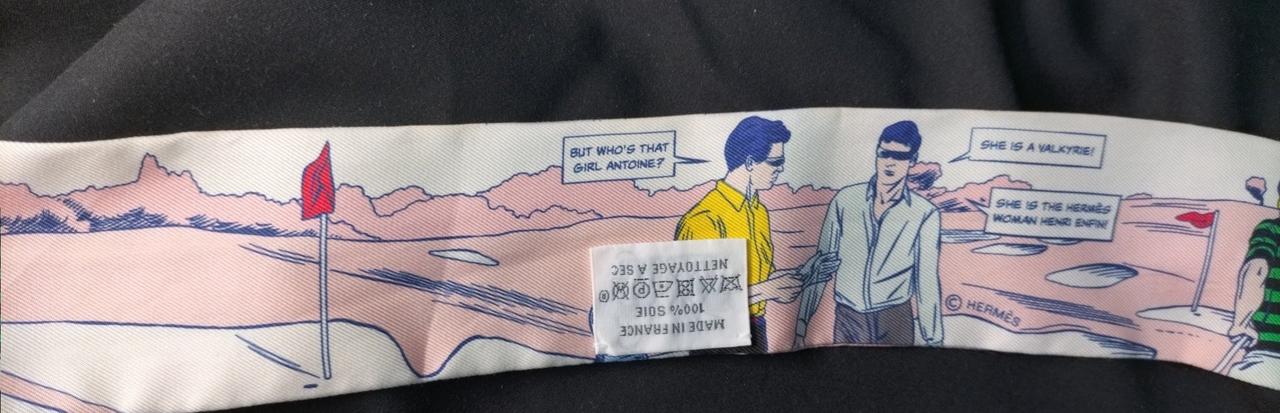 BUT WHO'S THAT
GIRL ANTOINE?
SHE IS A VALKYRIE!
SHE IS THE HERMÈS
WOMAN HENRI ENFIN!
© HERMÈS
MADE IN FRANCE
100% SOIE
P
®
NETTOYAGE A SEC